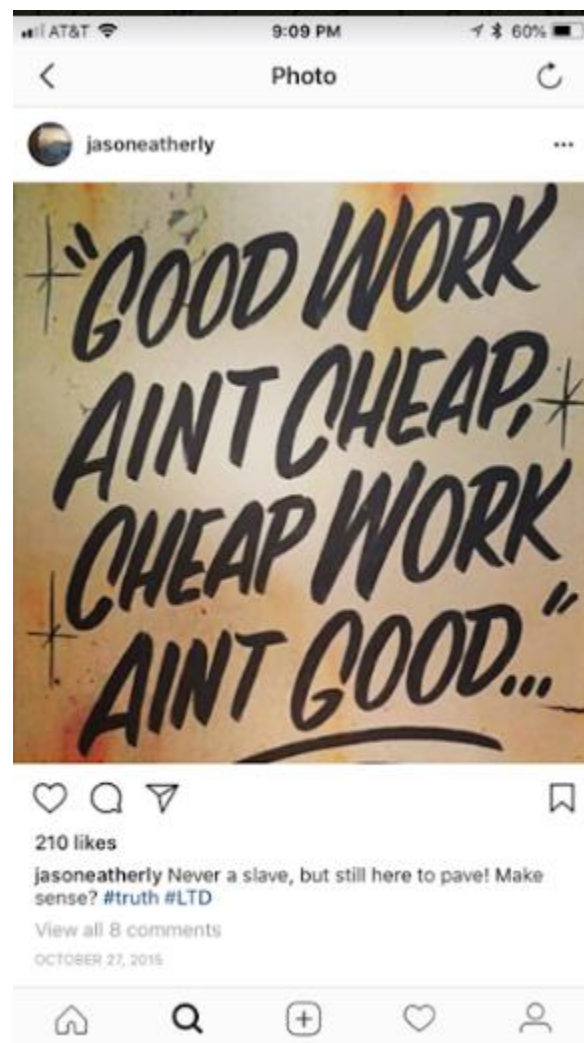 AT&T 9:09 PM 60%
Photo
jasoneatherly
"GOOD WORK
AINT CHEAP,
CHEAP WORK
AINT GOOD..."
210 likes
jasoneatherly Never a slave, but still here to pave! Make
sense? #truth #LTD
View all 8 comments
OCTOBER 27, 2015